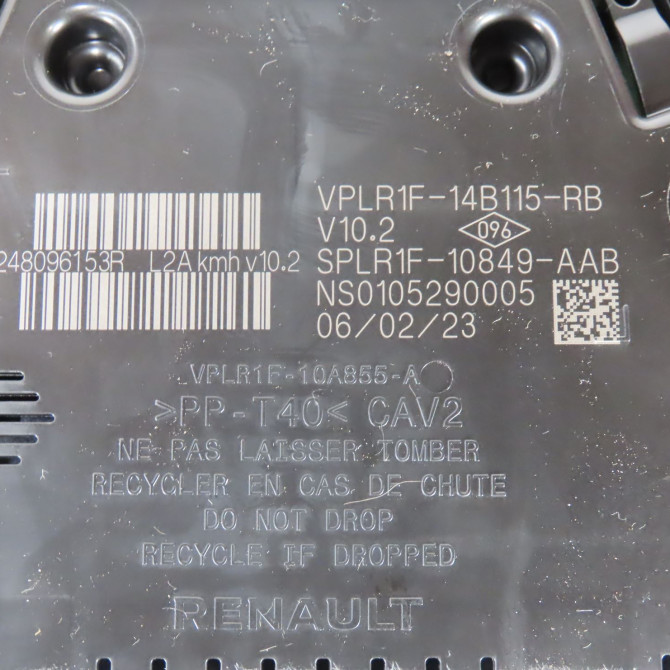 248096153R L2A kmh v10.2
VPLR1F-14B115-RB
V10.2 096
SPLR1F-10849-AAB
NS0105290005
06/02/23
VPLR1F-10A855-A
>PP-T40< CAV2
NE PAS LAISSER TOMBER
RECYCLER EN CAS DE CHUTE
DO NOT DROP
RECYCLE IF DROPPED
RENAULT